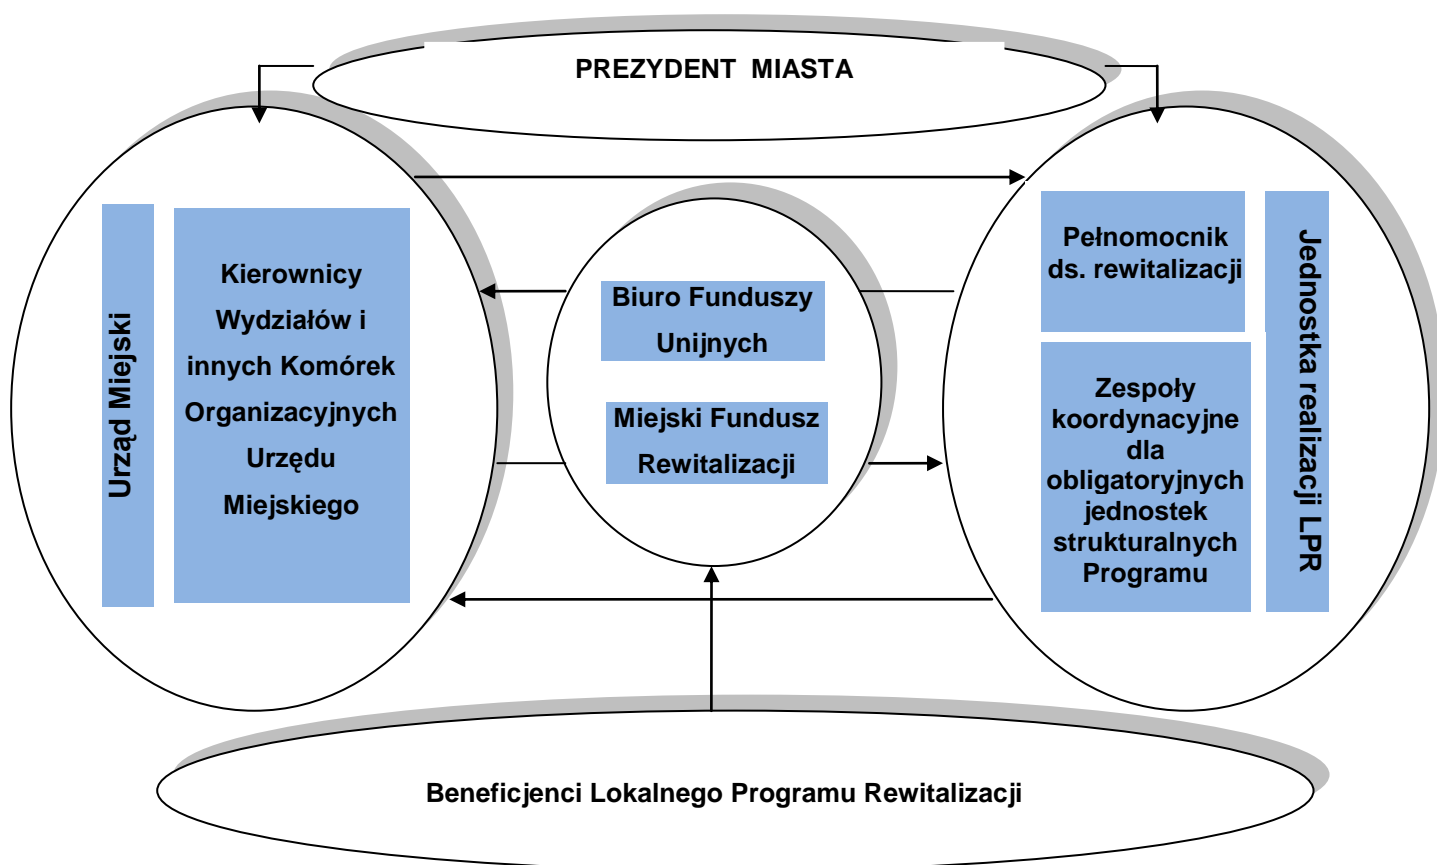 PREZYDENT MIASTA
Urząd Miejski
Kierownicy
Wydziałów i
innych Komórek
Organizacyjnych
Urzędu
Miejskiego
Biuro Funduszy
Unijnych
Miejski Fundusz
Rewitalizacji
Pełnomocnik
ds. rewitalizacji
Zespoły
koordynacyjne
dla
obligatoryjnych
jednostek
strukturalnych
Programu
Jednostka realizacji LPR
Beneficjenci Lokalnego Programu Rewitalizacji